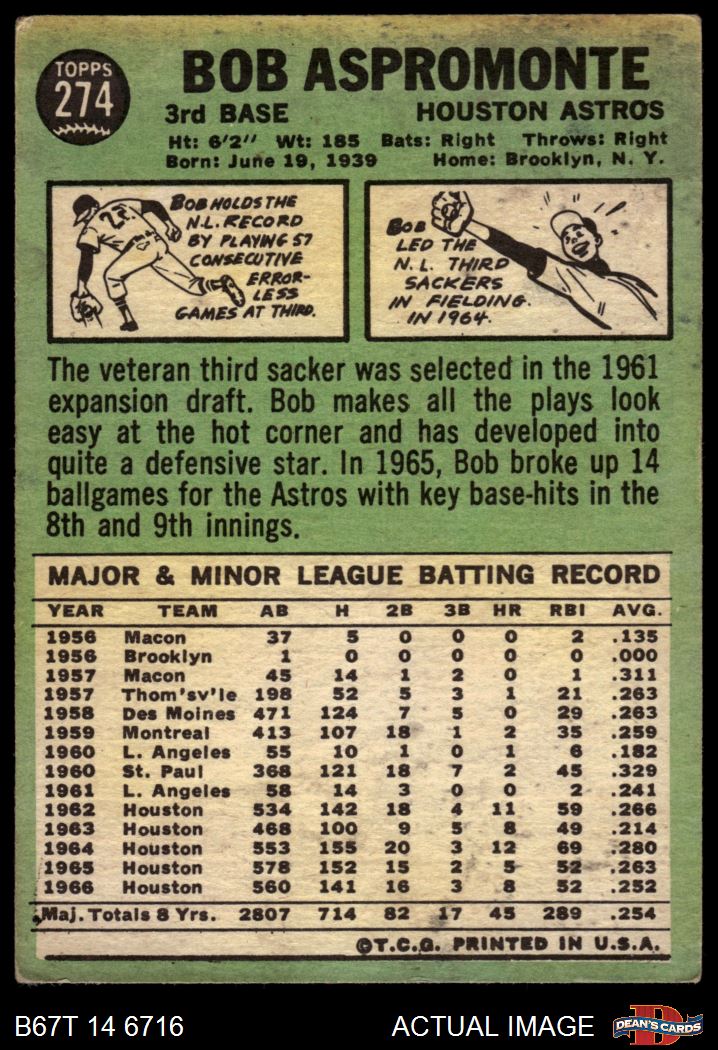 TOPPS
274
BOB ASPROMONTE
3rd BASE HOUSTON ASTROS
Ht: 6'2" Wt: 185 Bats: Right Throws: Right
Born: June 19, 1939 Home: Brooklyn, N. Y.
BOB HOLDS THE
N.L. RECORD
BY PLAYING 57
CONSECUTIVE
ERROR-
LESS
GAMES AT THIRD.
BOB
LED THE
N.L. THIRD
SACKERS
IN FIELDING
IN 1964.
The veteran third sacker was selected in the 1961
expansion draft. Bob makes all the plays look
easy at the hot corner and has developed into
quite a defensive star. In 1965, Bob broke up 14
ballgames for the Astros with key base-hits in the
8th and 9th innings.
MAJOR & MINOR LEAGUE BATTING RECORD
YEAR TEAM AB H 2B 3B HR RBI AVG.
1956 Macon 37 5 0 0 0 2 .135
1956 Brooklyn 1 0 0 0 0 0 .000
1957 Macon 45 14 1 2 0 1 .311
1957 Thom'sv'le 198 52 5 3 1 21 .263
1958 Des Moines 471 124 7 5 0 29 .263
1959 Montreal 413 107 18 1 2 35 .259
1960 L. Angeles 55 10 1 0 1 6 .182
1960 St. Paul 368 121 18 7 2 45 .329
1961 L. Angeles 58 14 3 0 0 2 .241
1962 Houston 534 142 18 4 11 59 .266
1963 Houston 468 100 9 5 8 49 .214
1964 Houston 553 155 20 3 12 69 .280
1965 Houston 578 152 15 2 5 52 .263
1966 Houston 560 141 16 3 8 52 .252
Maj. Totals 8 Yrs. 2807 714 82 17 45 289 .254
©T.C.G. PRINTED IN U.S.A.
B67T 14 6716 ACTUAL IMAGE DEAN'S CARDS